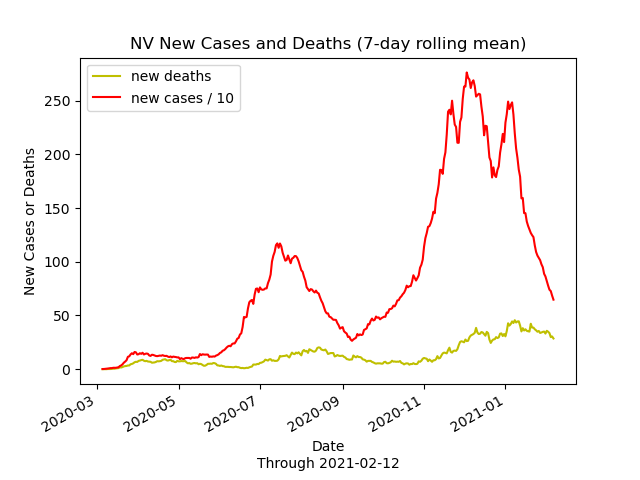 NV New Cases and Deaths (7-day rolling mean)
new deaths
new cases / 10
New Cases or Deaths
250
200
150
100
50
0
2020-03
2020-05
2020-07
2020-09
2020-11
2021-01
Date
Through 2021-02-12